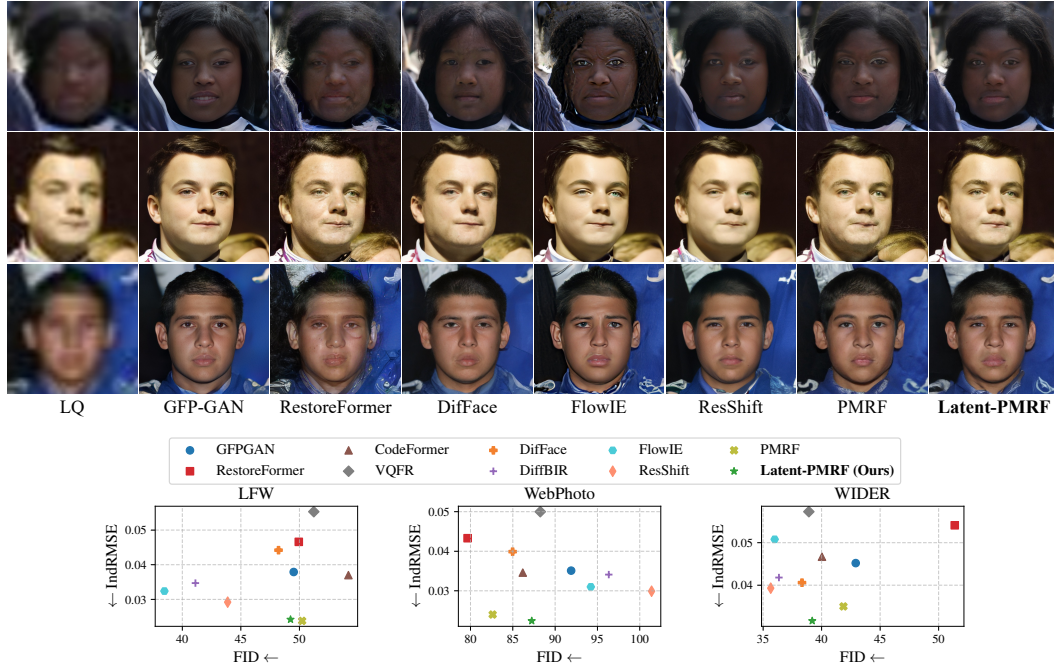 LQ GFP-GAN RestoreFormer DifFace FlowIE ResShift PMRF Latent-PMRF
GFPGAN CodeFormer DifFace FlowIE PMRF
RestoreFormer VQFR DiffBIR ResShift Latent-PMRF (Ours)
LFW WebPhoto WIDER
← IndRMSE
0.05
0.04
0.03
40 45 50
FID ←
← IndRMSE
0.05
0.04
0.03
80 85 90 95 100
FID ←
← IndRMSE
0.05
0.04
35 40 45 50
FID ←